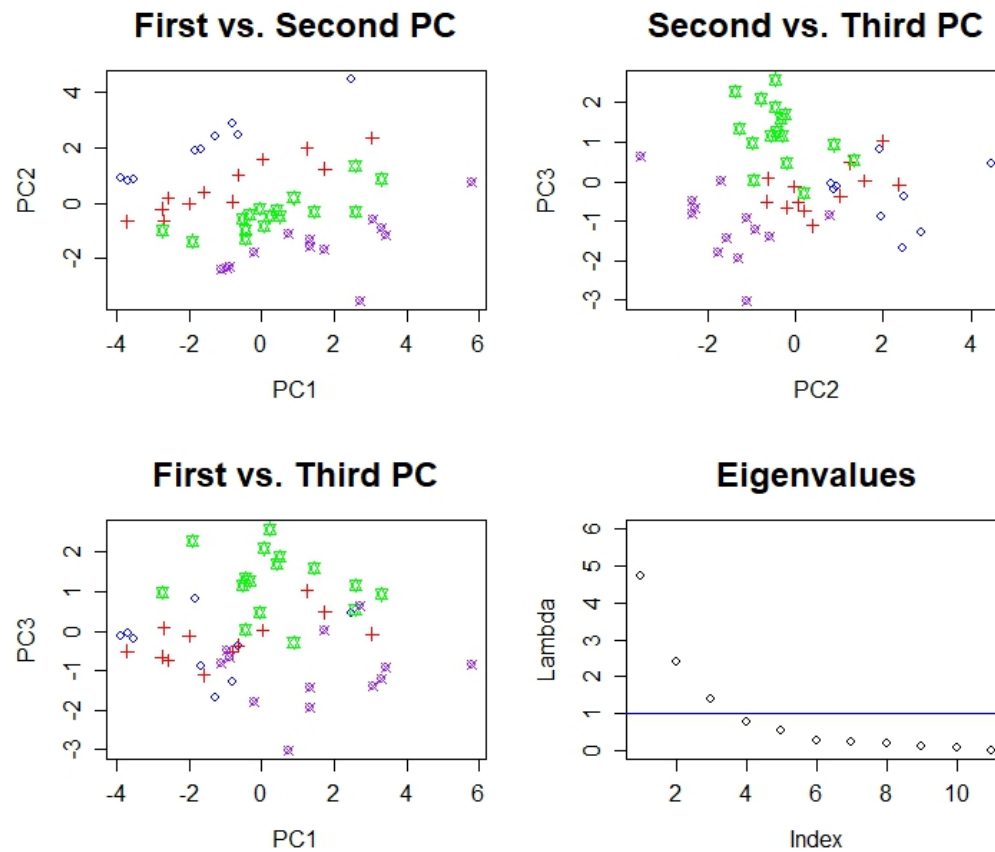 First vs. Second PC
4
2
0
-2
PC2
-4 -2 0 2 4 6
PC1
Second vs. Third PC
2
1
0
-1
-2
-3
PC3
-2 0 2 4
PC2
First vs. Third PC
2
1
0
-1
-2
-3
PC3
-4 -2 0 2 4 6
PC1
Eigenvalues
6
5
4
3
2
1
0
Lambda
2 4 6 8 10
Index